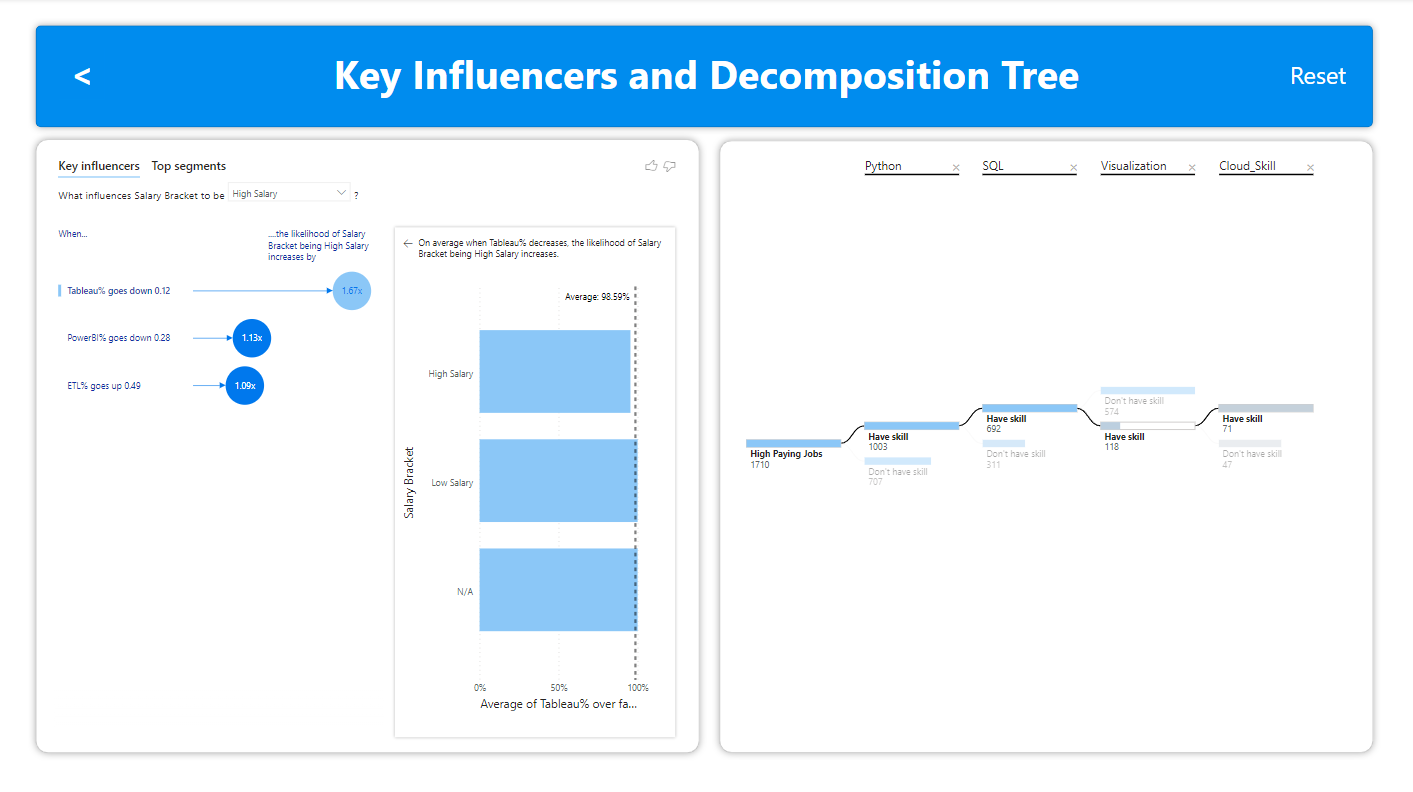 <
Key Influencers and Decomposition Tree
Reset
Key influencers
Top segments
What influences Salary Bracket to be
High Salary
?
When...
....the likelihood of Salary
Bracket being High Salary
increases by
Tableau% goes down 0.12
1.67x
PowerBI% goes down 0.28
1.13x
ETL% goes up 0.49
1.09x
On average when Tableau% decreases, the likelihood of Salary
Bracket being High Salary increases.
Average: 98.59%
Salary Bracket
High Salary
Low Salary
N/A
0%
50%
100%
Average of Tableau% over fa...
Python
SQL
Visualization
Cloud_Skill
High Paying Jobs
1710
Have skill
1003
Don't have skill
707
Have skill
692
Don't have skill
311
Don't have skill
574
Have skill
118
Have skill
71
Don't have skill
47